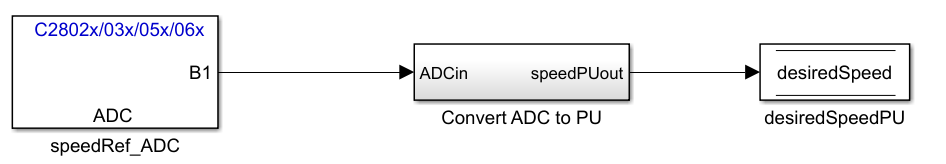 C2802x/03x/05x/06x
B1
ADC
speedRef_ADC
ADCin speedPUout
Convert ADC to PU
desiredSpeed
desiredSpeedPU